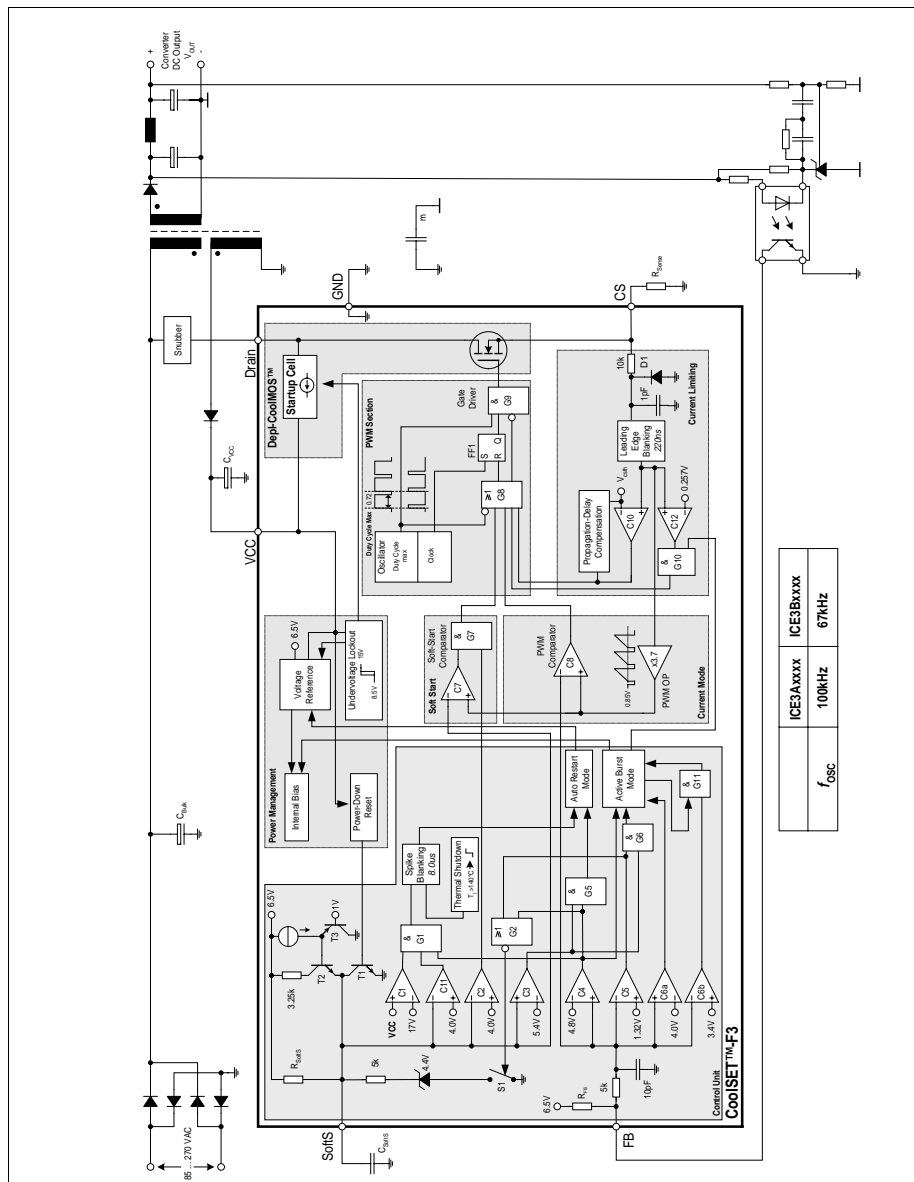 +
Converter
DC Output
V_OUT
-
Snubber
85 ... 270 VAC
C_Bulk
C_VCC
m
GND
CS
R_Sense
Drain
VCC
SoftS
C_SoftS
FB
Depl-CoolMOS™
Startup Cell
PWM Section
Gate
Driver
&
G9
FF1
S
R
Q
≥1
G8
0.72
Duty Cycle Max
Oscillator
Duty Cycle
max
Clock
10k
D1
1pF
Leading
Edge
Blanking
220ns
Current Limiting
V_csth
Propagation-Delay
Compensation
C10
C12
0.257V
&
G10
Power Management
6.5V
Voltage
Reference
Internal Bias
Undervoltage Lockout
15V
8.5V
Power-Down
Reset
Soft-Start
Comparator
Soft Start
C7
&
G7
PWM
Comparator
C8
0.85V
x3.7
PWM OP
Current Mode
6.5V
3.25k
T2
T3
1V
T1
R_SoftS
5k
4.4V
S1
Spike
Blanking
8.0us
Thermal Shutdown
T_j >140°C
&
G1
≥1
G2
VCC
C1
17V
C11
4.0V
C2
4.0V
C3
5.4V
C4
4.8V
C5
1.32V
C6a
4.0V
C6b
3.4V
&
G5
&
G6
&
G11
Auto Restart
Mode
Active Burst
Mode
6.5V
R_FB
5k
10pF
Control Unit
CoolSET™-F3
ICE3Axxxx ICE3Bxxxx
f_OSC 100kHz 67kHz